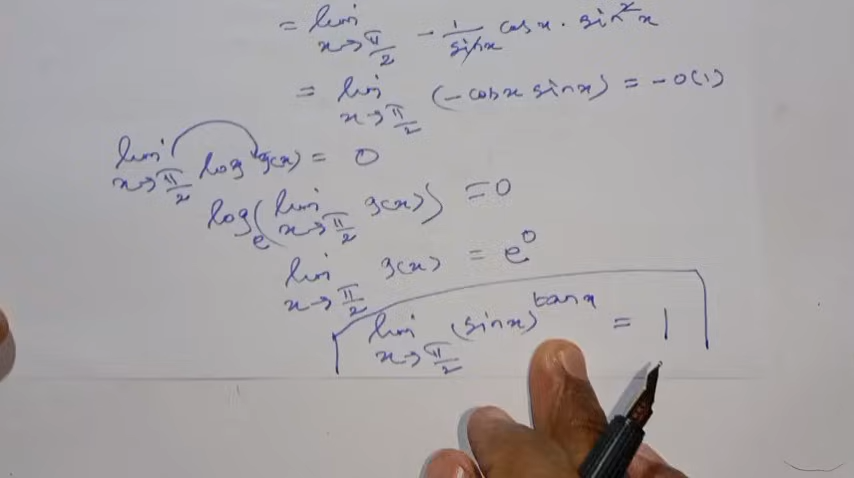 = lim x→π/2 - 1/sinx cosx · sin²x
= lim x→π/2 (-cosx sinx) = -0(1)
lim x→π/2 log g(x) = 0
logₑ(lim x→π/2 g(x)) = 0
lim x→π/2 g(x) = e⁰
lim x→π/2 (sinx)^tanx = 1